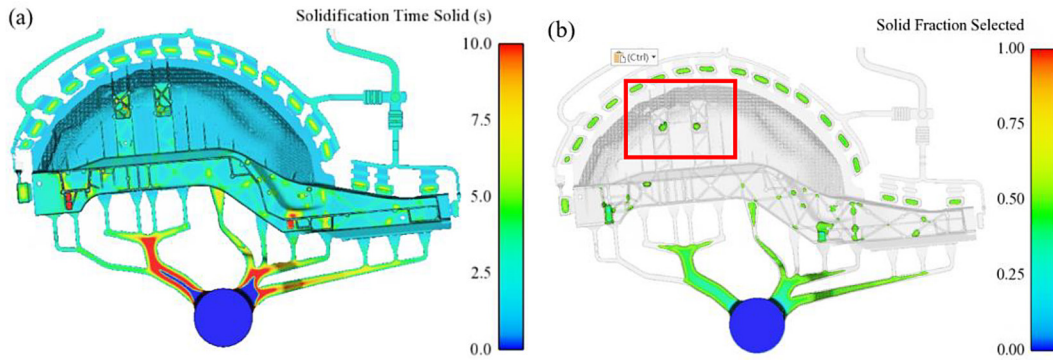 (a)
Solidification Time Solid (s)
10.0
7.5
5.0
2.5
0.0
(b)
Solid Fraction Selected
(Ctrl)
1.00
0.75
0.50
0.25
0.00